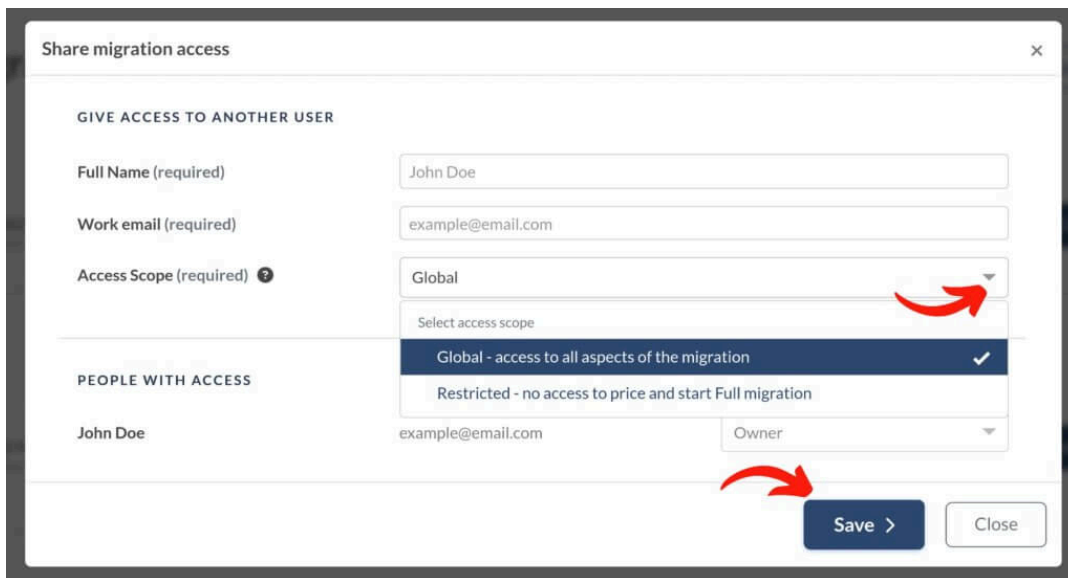 Share migration access ×
GIVE ACCESS TO ANOTHER USER
Full Name (required) John Doe
Work email (required) example@email.com
Access Scope (required) ? Global
Select access scope
Global - access to all aspects of the migration
Restricted - no access to price and start Full migration
PEOPLE WITH ACCESS
John Doe example@email.com Owner
Save >
Close